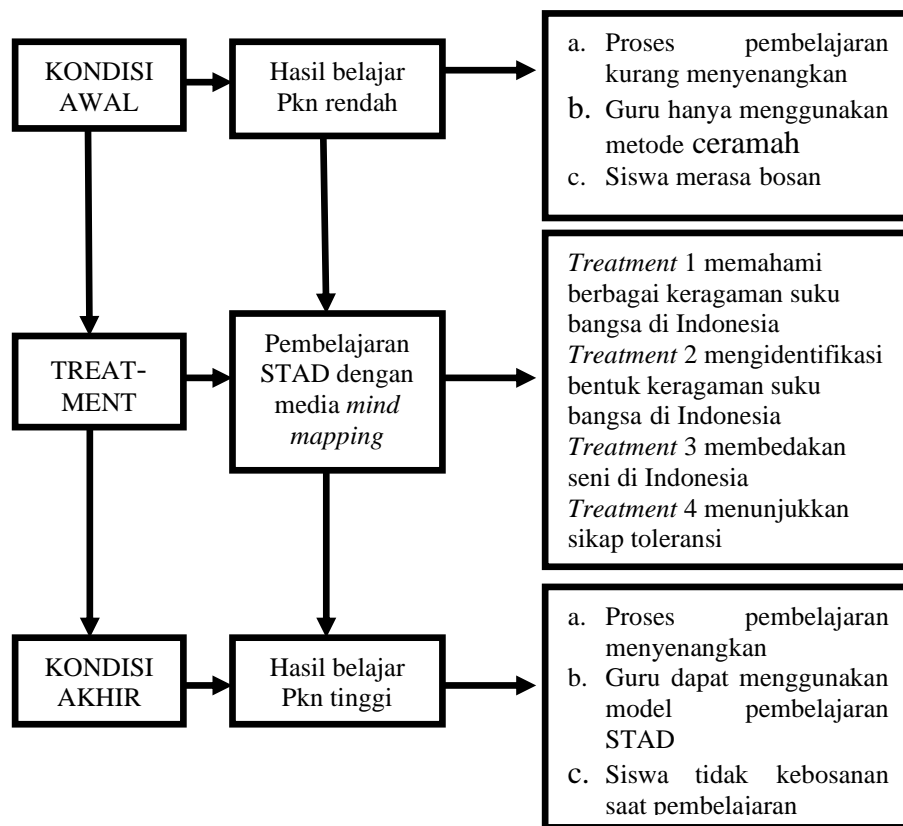 KONDISI
AWAL
Hasil belajar
Pkn rendah
a. Proses pembelajaran
kurang menyenangkan
b. Guru hanya menggunakan
metode ceramah
c. Siswa merasa bosan
TREAT-
MENT
Pembelajaran
STAD dengan
media mind
mapping
Treatment 1 memahami
berbagai keragaman suku
bangsa di Indonesia
Treatment 2 mengidentifikasi
bentuk keragaman suku
bangsa di Indonesia
Treatment 3 membedakan
seni di Indonesia
Treatment 4 menunjukkan
sikap toleransi
KONDISI
AKHIR
Hasil belajar
Pkn tinggi
a. Proses pembelajaran
menyenangkan
b. Guru dapat menggunakan
model pembelajaran
STAD
c. Siswa tidak kebosanan
saat pembelajaran